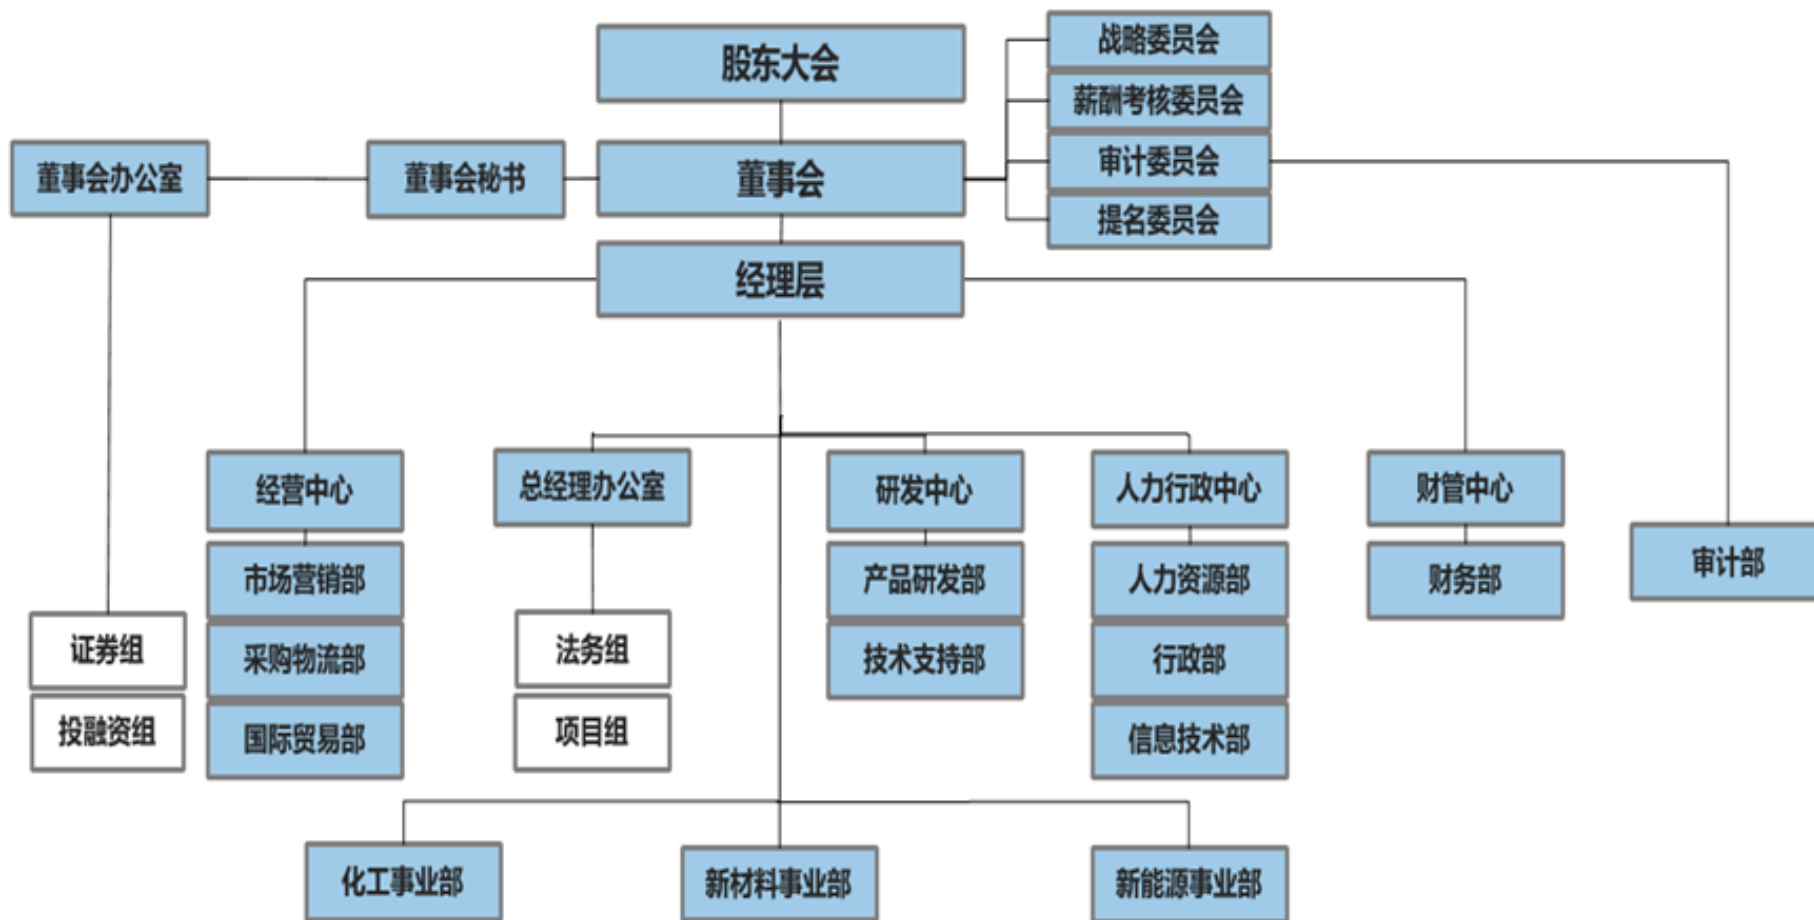 股东大会
战略委员会
薪酬考核委员会
审计委员会
提名委员会
董事会办公室
董事会秘书
董事会
经理层
经营中心
市场营销部
采购物流部
国际贸易部
总经理办公室
法务组
项目组
研发中心
产品研发部
技术支持部
人力行政中心
人力资源部
行政部
信息技术部
财管中心
财务部
审计部
证券组
投融资组
化工事业部
新材料事业部
新能源事业部